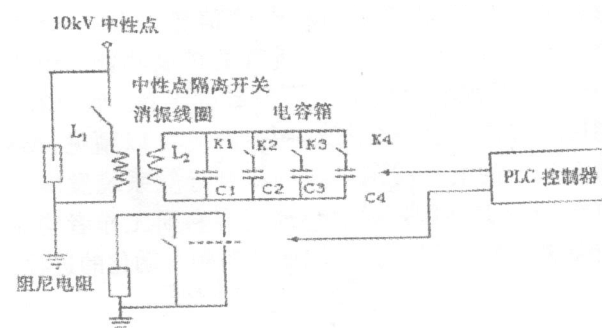 10kV 中性点
中性点隔离开关
消振线圈
电容箱
L1
L2
K1
K2
K3
K4
C1
C2
C3
C4
PLC 控制器
阻尼电阻